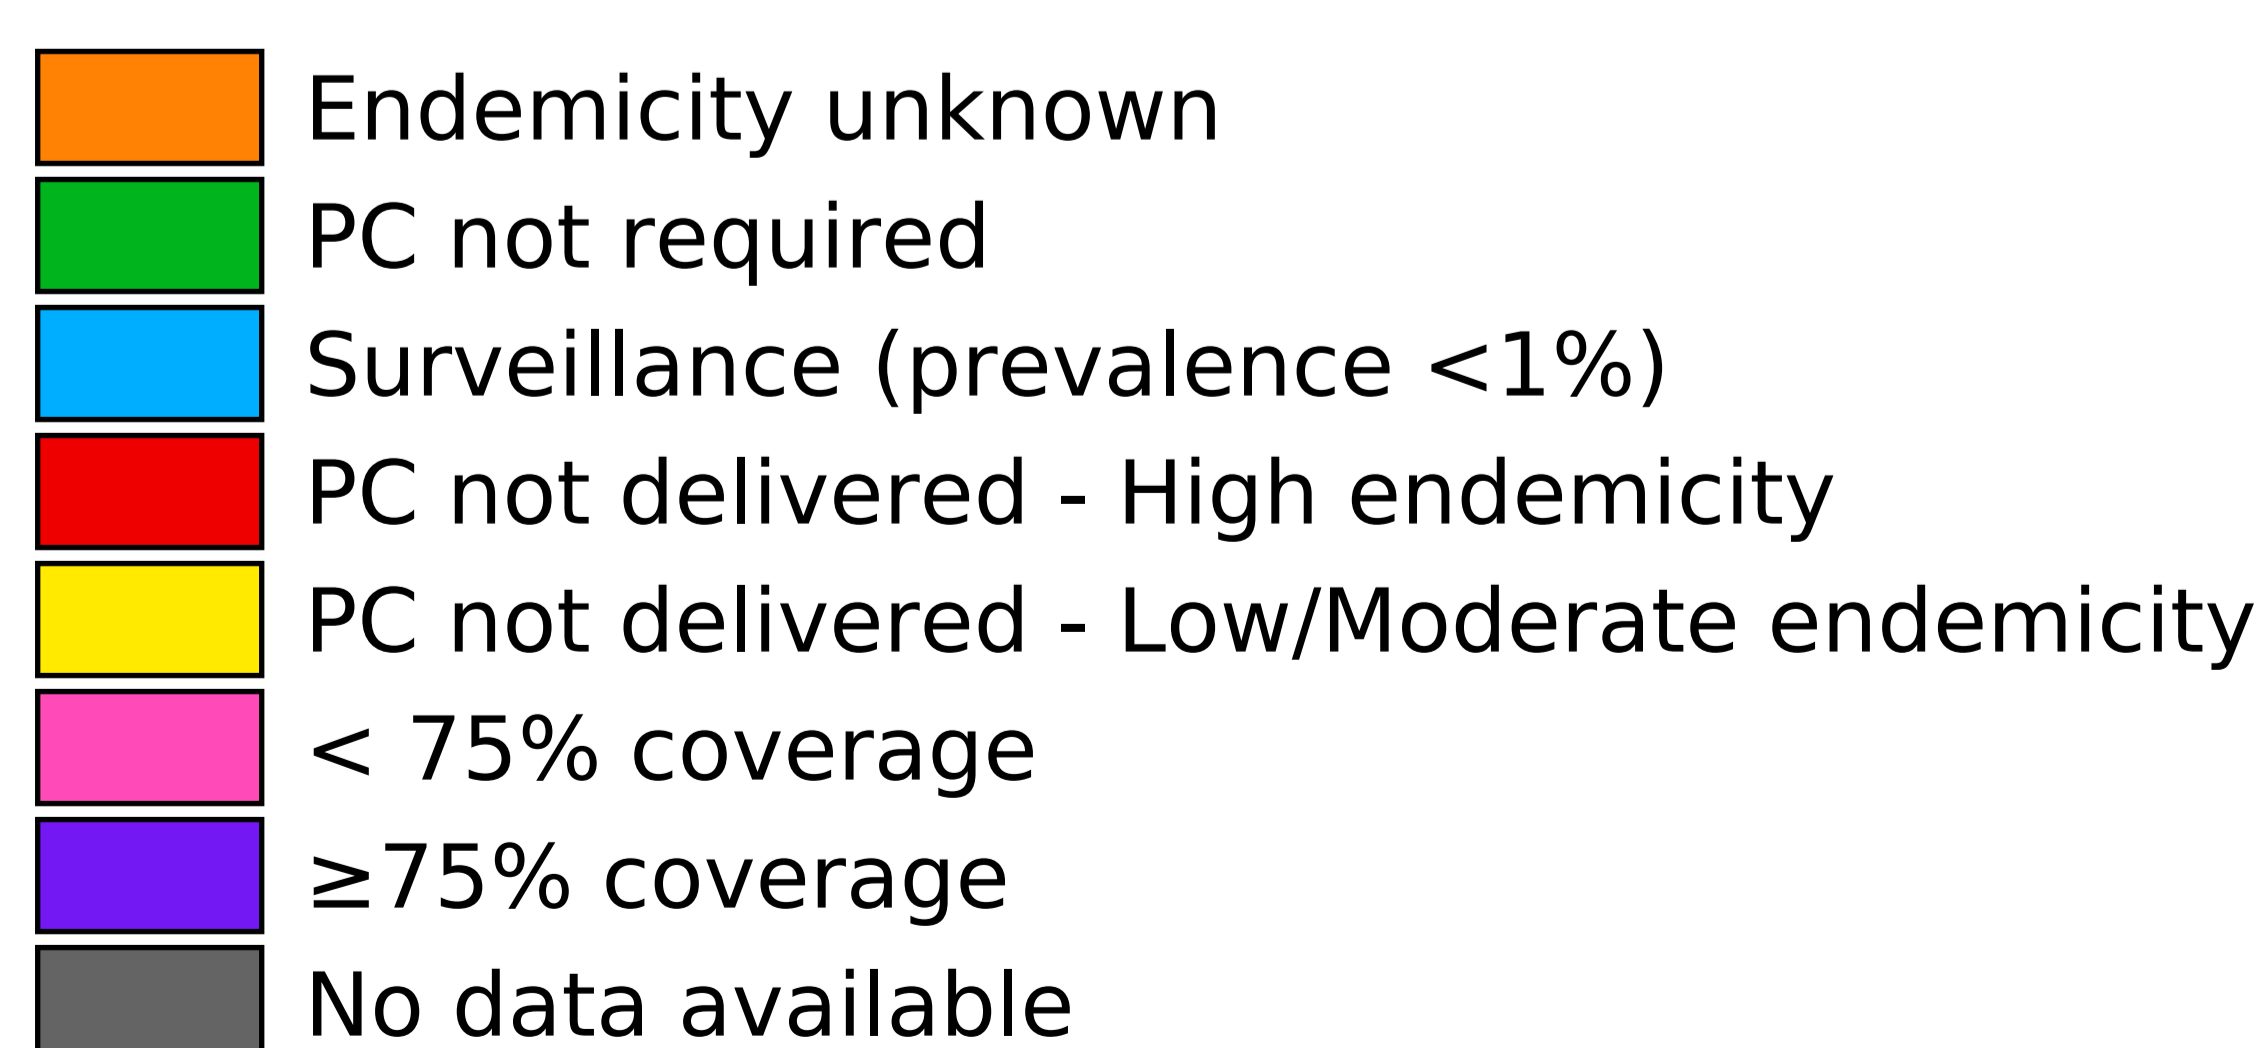 Endemicity unknown
PC not required
Surveillance (prevalence <1%)
PC not delivered - High endemicity
PC not delivered - Low/Moderate endemicity
< 75% coverage
≥75% coverage
No data available